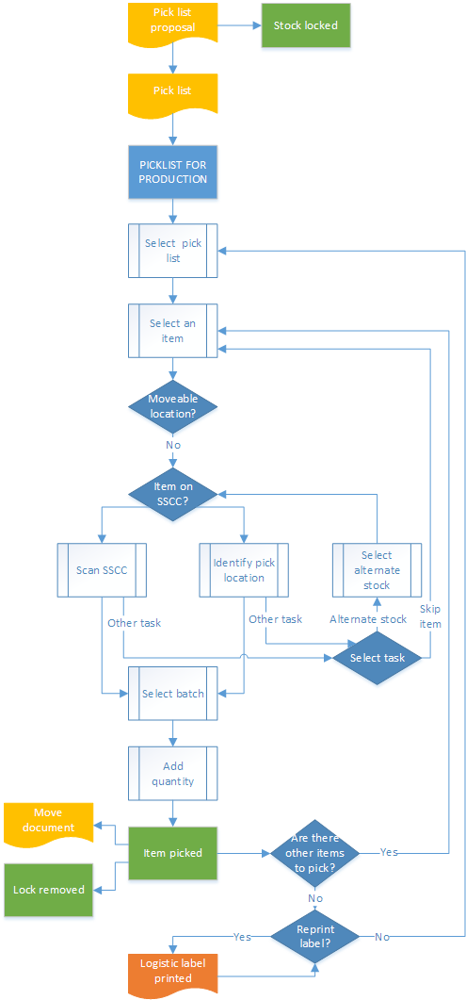 Pick list
proposal
Stock locked
Pick list
PICKLIST FOR
PRODUCTION
Select pick
list
Select an
item
Moveable
location?
No
Item on
SSCC?
Scan SSCC
Identify pick
location
Select
alternate
stock
Other task
Other task
Alternate stock
Skip
item
Select task
Select batch
Add
quantity
Move
document
Item picked
Are there
other items
to pick?
Yes
Lock removed
No
Yes
Reprint
label?
No
Logistic label
printed